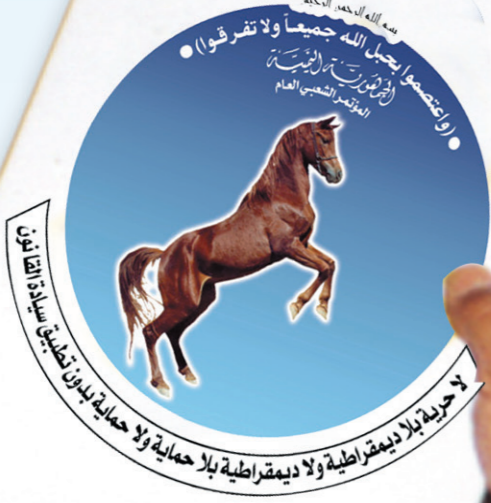 بسم الله الرحمن الرحيم
(واعتصموا بحبل الله جميعاً ولا تفرقوا)
الجمهورية اليمنية
المؤتمر الشعبي العام
لا حرية بلا ديمقراطية ولا ديمقراطية بلا حماية ولا حماية بدون تطبيق سيادة القانون